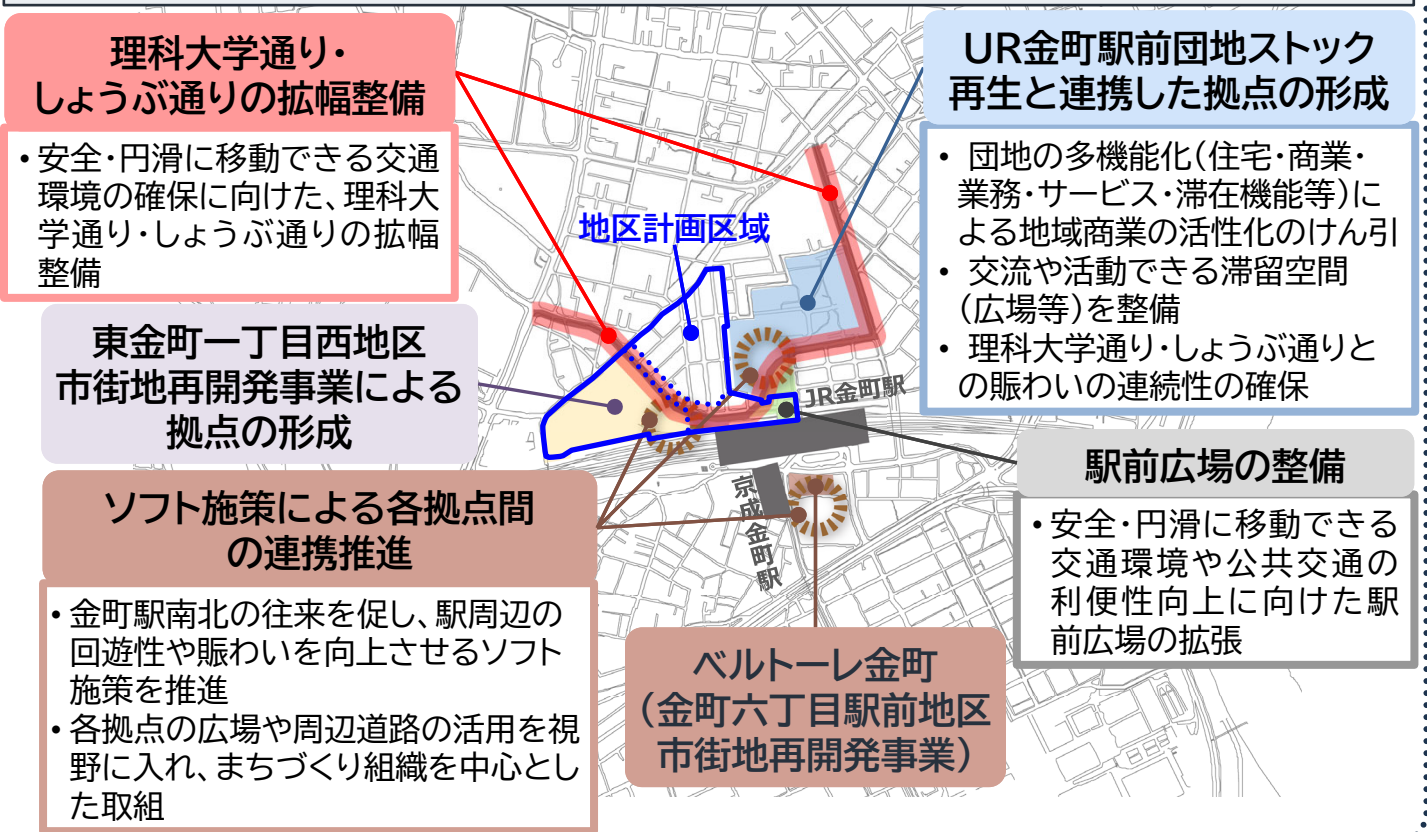 理科大学通り・
しょうぶ通りの拡幅整備
• 安全・円滑に移動できる交通
環境の確保に向けた、理科大
学通り・しょうぶ通りの拡幅
整備
UR金町駅前団地ストック
再生と連携した拠点の形成
• 団地の多機能化（住宅・商業・
業務・サービス・滞在機能等）に
よる地域商業の活性化のけん引
• 交流や活動できる滞留空間
（広場等）を整備
• 理科大学通り・しょうぶ通りと
の賑わいの連続性の確保
地区計画区域
東金町一丁目西地区
市街地再開発事業による
拠点の形成
JR金町駅
京成金町駅
駅前広場の整備
• 安全・円滑に移動できる
交通環境や公共交通の
利便性向上に向けた駅
前広場の拡張
ソフト施策による各拠点間
の連携推進
• 金町駅南北の往来を促し、駅周辺の
回遊性や賑わいを向上させるソフト
施策を推進
• 各拠点の広場や周辺道路の活用を視
野に入れ、まちづくり組織を中心とし
た取組
ベルトーレ金町
（金町六丁目駅前地区
市街地再開発事業）